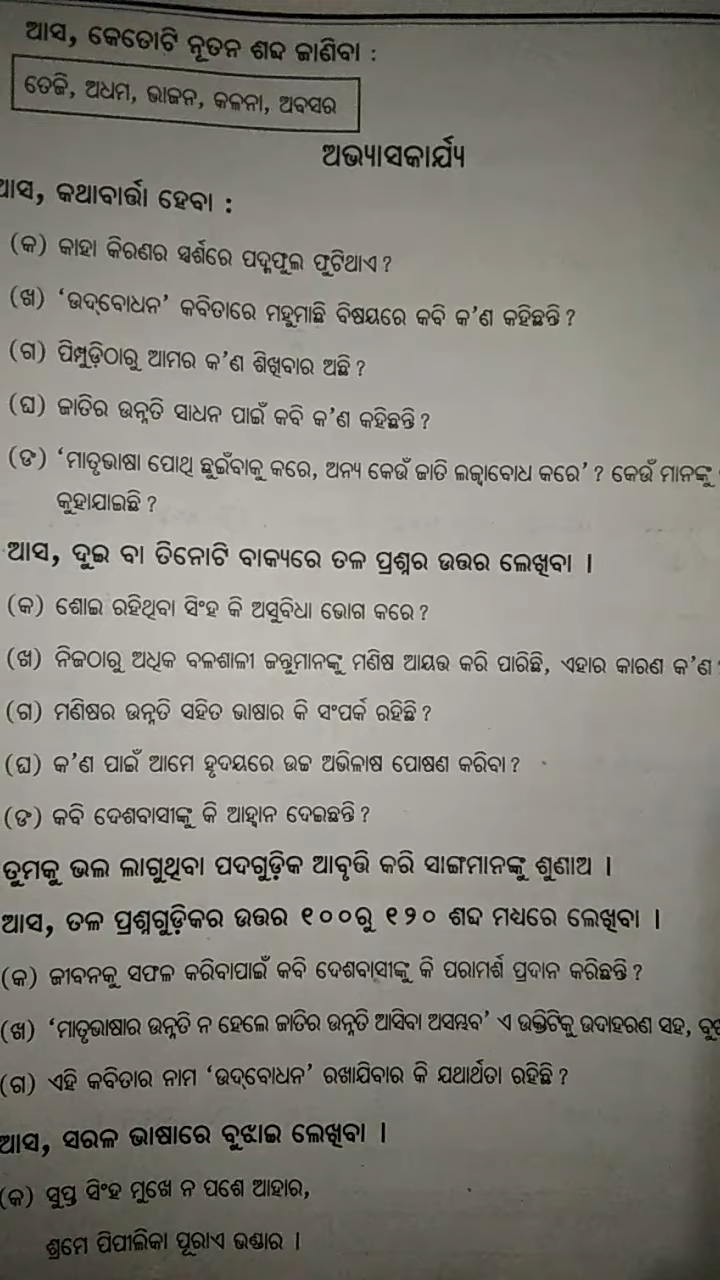 ଆସ, କେତୋଟି ନୂତନ ଶବ୍ଦ ଜାଣିବା :
ତେଜି, ଅଧମ, ଭାଜନ, କଳନା, ଅବସର
ଅଭ୍ୟାସକାର୍ଯ୍ୟ
ଆସ, କଥାବାର୍ତ୍ତା ହେବା :
(କ) କାହା କିରଣର ସ୍ପର୍ଶରେ ପଦ୍ମଫୁଲ ଫୁଟିଥାଏ ?
(ଖ) ‘ଉଦ୍‌ବୋଧନ’ କବିତାରେ ମହୁମାଛି ବିଷୟରେ କବି କ’ଣ କହିଛନ୍ତି ?
(ଗ) ପିମ୍ପୁଡ଼ିଠାରୁ ଆମର କ’ଣ ଶିଖିବାର ଅଛି ?
(ଘ) ଜାତିର ଉନ୍ନତି ସାଧନ ପାଇଁ କବି କ’ଣ କହିଛନ୍ତି ?
(ଙ) ‘ମାତୃଭାଷା ପୋଥି ଛୁଇଁବାକୁ କରେ, ଅନ୍ୟ କେଉଁ ଜାତି ଲଜ୍ଜାବୋଧ କରେ’ ? କେଉଁ ମାନଙ୍କୁ
କୁହାଯାଇଛି ?
ଆସ, ଦୁଇ ବା ତିନୋଟି ବାକ୍ୟରେ ତଳ ପ୍ରଶ୍ନର ଉତ୍ତର ଲେଖିବା ।
(କ) ଶୋଇ ରହିଥିବା ସିଂହ କି ଅସୁବିଧା ଭୋଗ କରେ ?
(ଖ) ନିଜଠାରୁ ଅଧିକ ବଳଶାଳୀ ଜନ୍ତୁମାନଙ୍କୁ ମଣିଷ ଆୟତ୍ତ କରି ପାରିଛି, ଏହାର କାରଣ କ’ଣ
(ଗ) ମଣିଷର ଉନ୍ନତି ସହିତ ଭାଷାର କି ସଂପର୍କ ରହିଛି ?
(ଘ) କ’ଣ ପାଇଁ ଆମେ ହୃଦୟରେ ଉଚ୍ଚ ଅଭିଳାଷ ପୋଷଣ କରିବା ?
(ଙ) କବି ଦେଶବାସୀଙ୍କୁ କି ଆହ୍ୱାନ ଦେଇଛନ୍ତି ?
ତୁମକୁ ଭଲ ଲାଗୁଥିବା ପଦଗୁଡ଼ିକ ଆବୃତ୍ତି କରି ସାଙ୍ଗମାନଙ୍କୁ ଶୁଣାଅ ।
ଆସ, ତଳ ପ୍ରଶ୍ନଗୁଡ଼ିକର ଉତ୍ତର ୧୦୦ରୁ ୧୨୦ ଶବ୍ଦ ମଧ୍ୟରେ ଲେଖିବା ।
(କ) ଜୀବନକୁ ସଫଳ କରିବାପାଇଁ କବି ଦେଶବାସୀଙ୍କୁ କି ପରାମର୍ଶ ପ୍ରଦାନ କରିଛନ୍ତି ?
(ଖ) ‘ମାତୃଭାଷାର ଉନ୍ନତି ନ ହେଲେ ଜାତିର ଉନ୍ନତି ଆସିବା ଅସମ୍ଭବ’ ଏ ଉକ୍ତିଟିକୁ ଉଦାହରଣ ସହ,
(ଗ) ଏହି କବିତାର ନାମ ‘ଉଦ୍‌ବୋଧନ’ ରଖାଯିବାର କି ଯଥାର୍ଥତା ରହିଛି ?
ଆସ, ସରଳ ଭାଷାରେ ବୁଝାଇ ଲେଖିବା ।
(କ) ସୁପ୍ତ ସିଂହ ମୁଖେ ନ ପଶେ ଆହାର,
ଶ୍ରମେ ପିପୀଲିକା ପୂରାଏ ଭଣ୍ଡାର ।